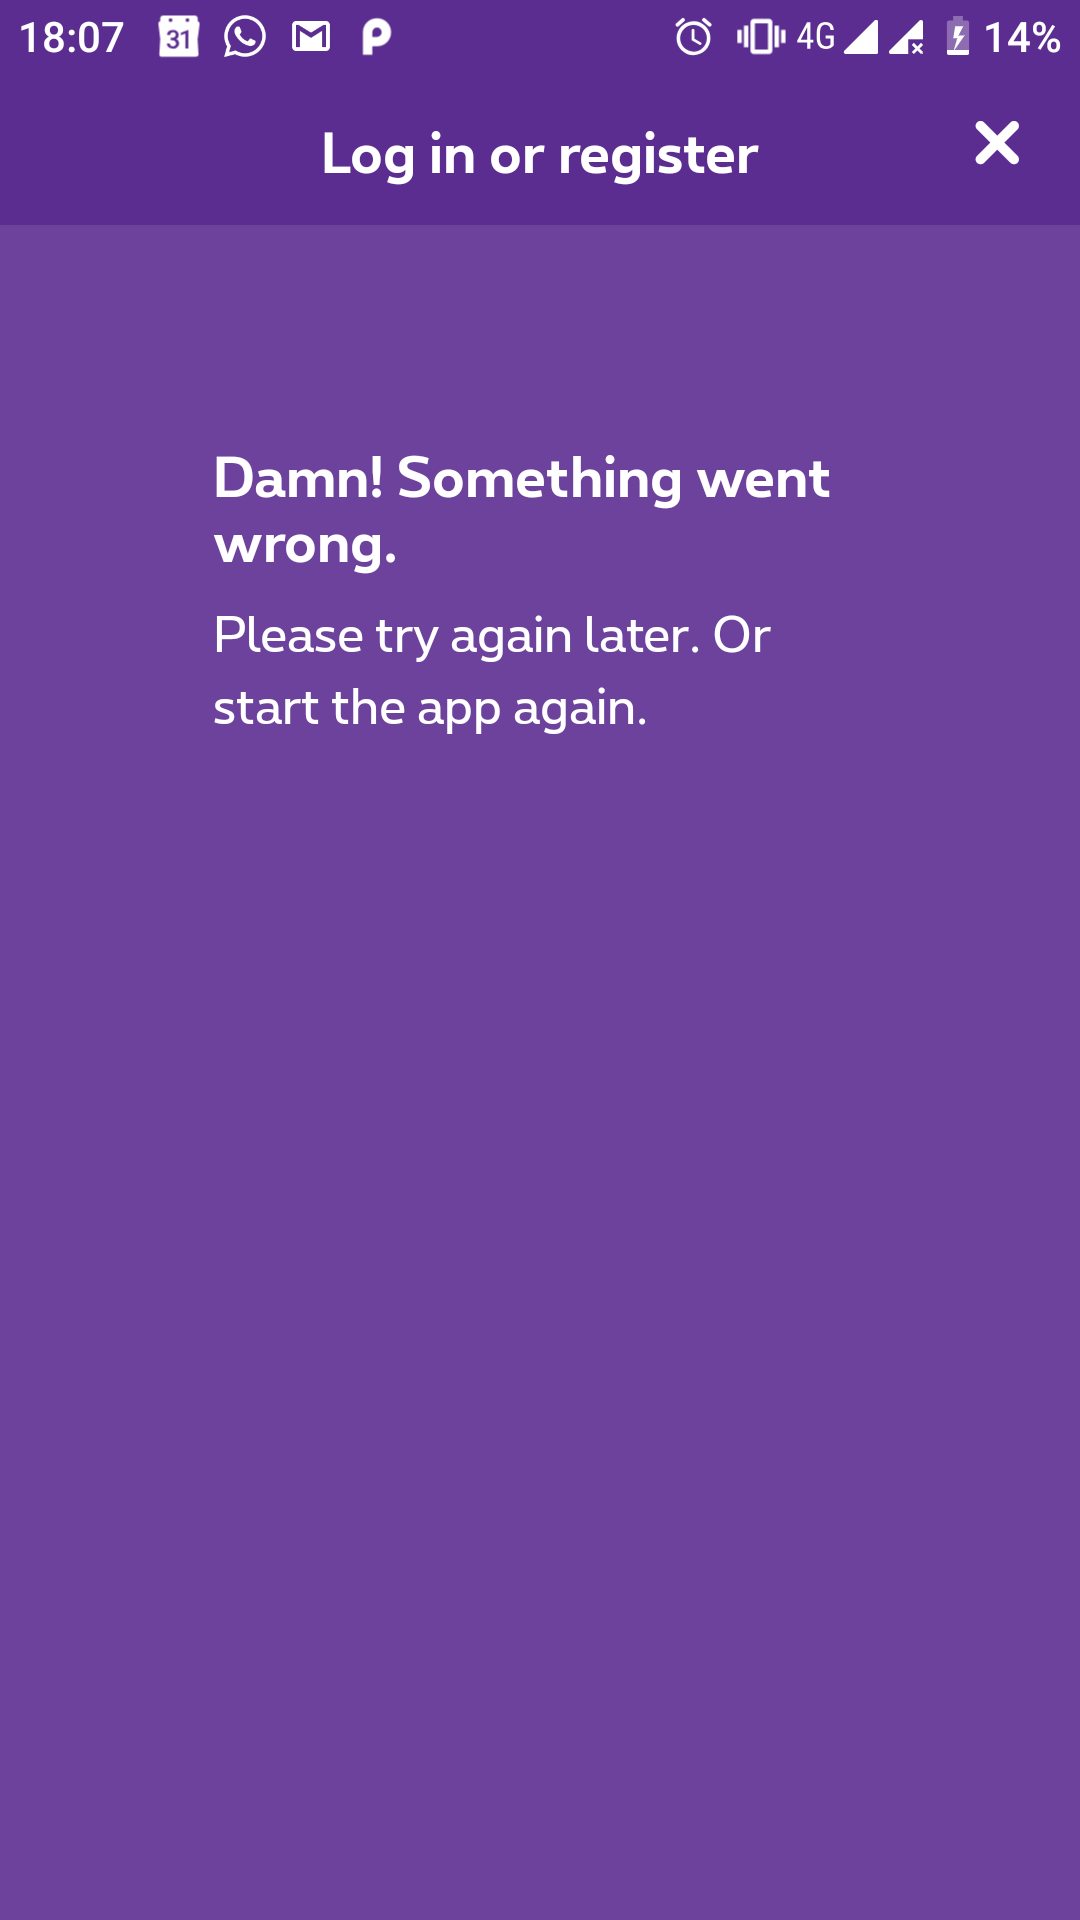 18:07 31 4G 14%
Log in or register
Damn! Something went
wrong.
Please try again later. Or
start the app again.